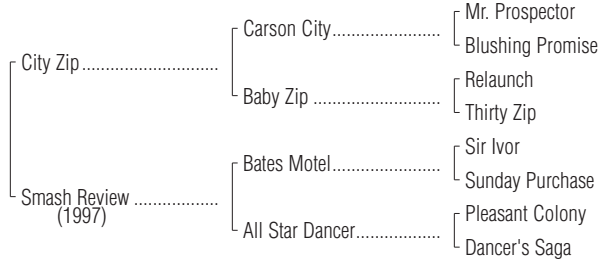 Mr. Prospector
Carson City..................................
Blushing Promise
City Zip..............................
Relaunch
Baby Zip ............................
Thirty Zip
Sir Ivor
Bates Motel........................
Sunday Purchase
Smash Review ..................
(1997)
Pleasant Colony
All Star Dancer...................
Dancer's Saga